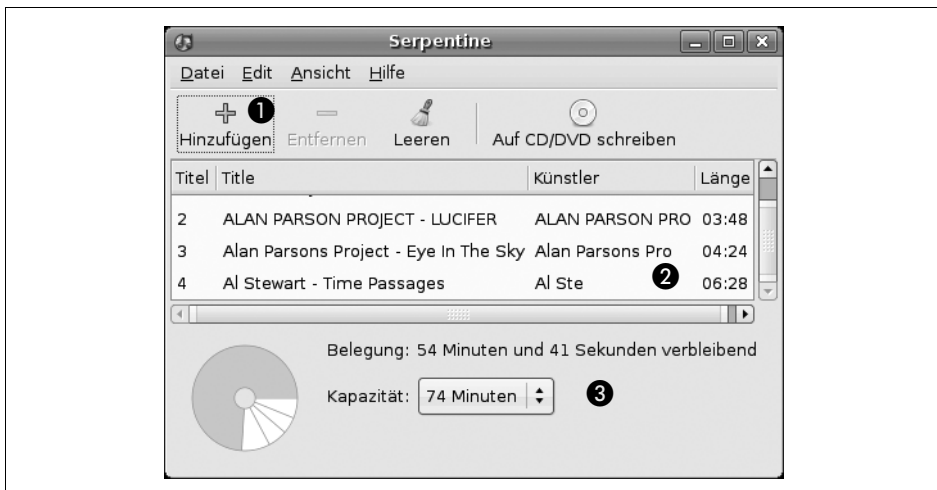 Serpentine
Datei Edit Ansicht Hilfe
1
Hinzufügen Entfernen Leeren Auf CD/DVD schreiben
Titel Title Künstler Länge
2 ALAN PARSON PROJECT - LUCIFER ALAN PARSON PRO 03:48
3 Alan Parsons Project - Eye In The Sky Alan Parsons Pro 04:24
4 Al Stewart - Time Passages Al Ste 2 06:28
Belegung: 54 Minuten und 41 Sekunden verbleibend
Kapazität: 74 Minuten 3